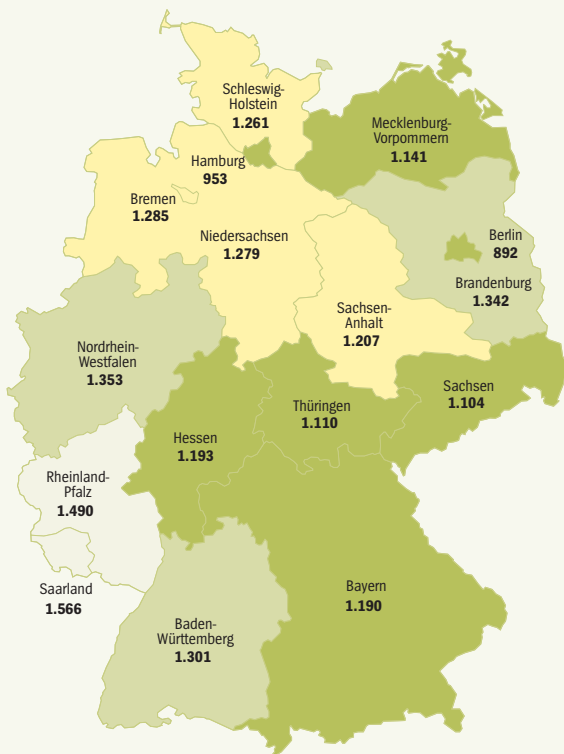 Schleswig-
Holstein
1.261
Mecklenburg-
Vorpommern
1.141
Hamburg
953
Bremen
1.285
Niedersachsen
1.279
Berlin
892
Brandenburg
1.342
Sachsen-
Anhalt
1.207
Nordrhein-
Westfalen
1.353
Sachsen
1.104
Thüringen
1.110
Hessen
1.193
Rheinland-
Pfalz
1.490
Saarland
1.566
Bayern
1.190
Baden-
Württemberg
1.301